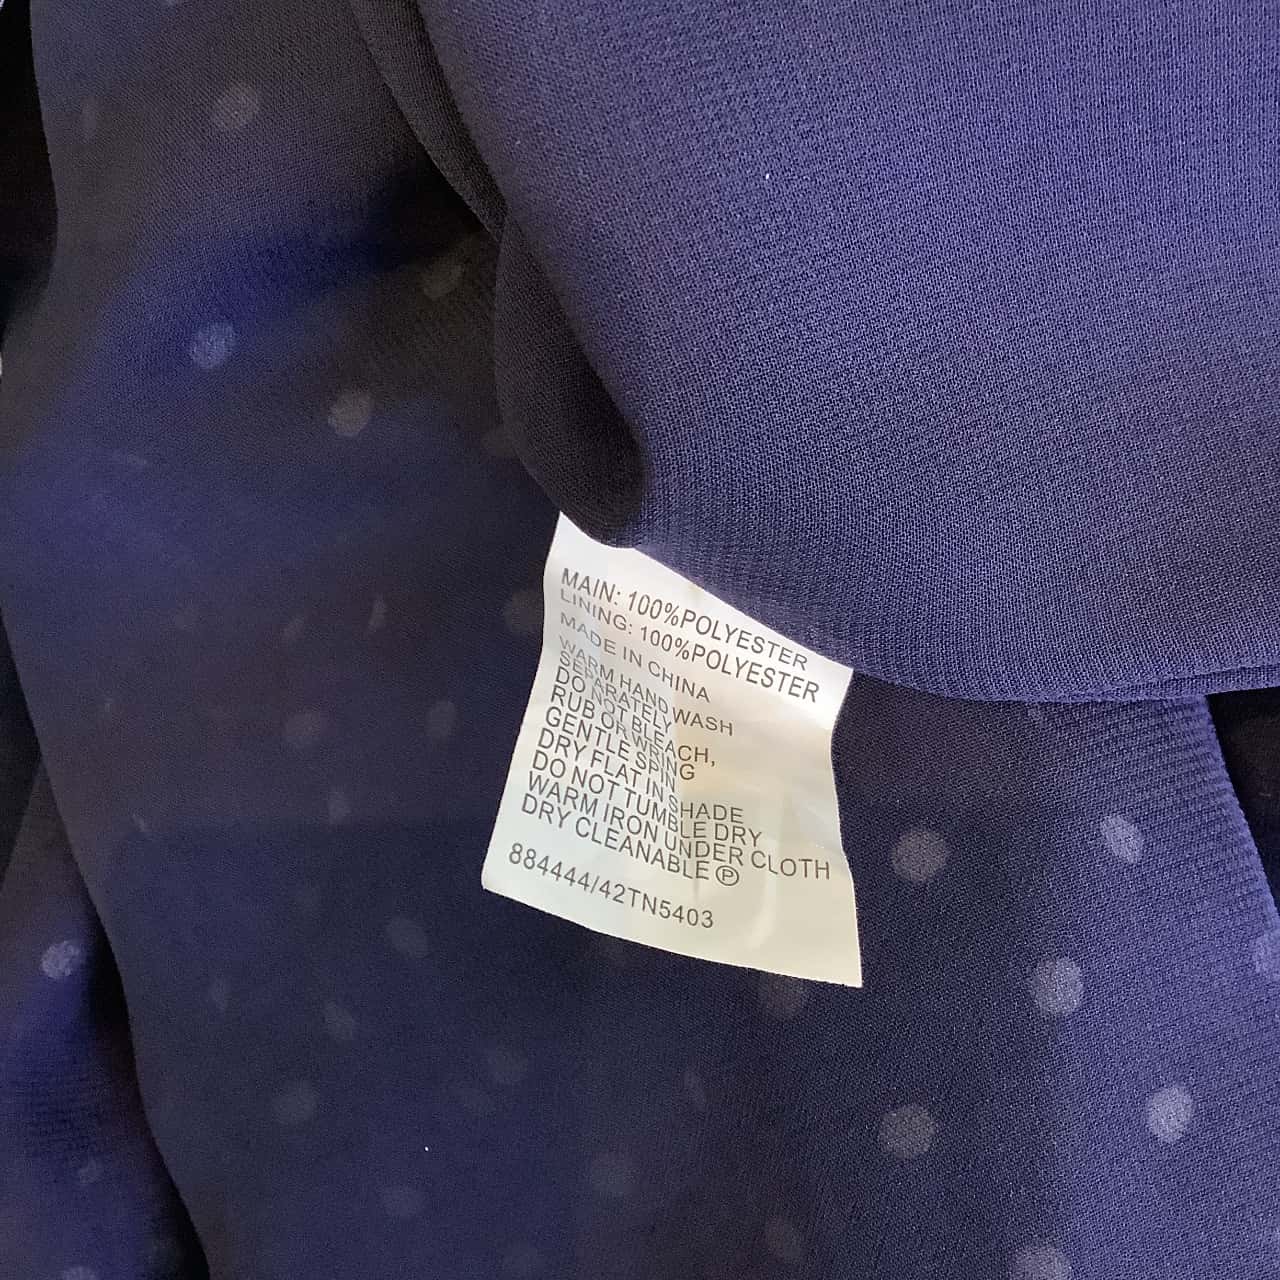 MAIN: 100%POLYESTER
LINING: 100%POLYESTER
MADE IN CHINA
WARM HAND WASH
SEPARATELY
DO NOT BLEACH,
RUB OR WRING
GENTLE SPIN
DRY FLAT IN SHADE
DO NOT TUMBLE DRY
WARM IRON UNDER CLOTH
DRY CLEANABLE Ⓟ
884444/42TN5403